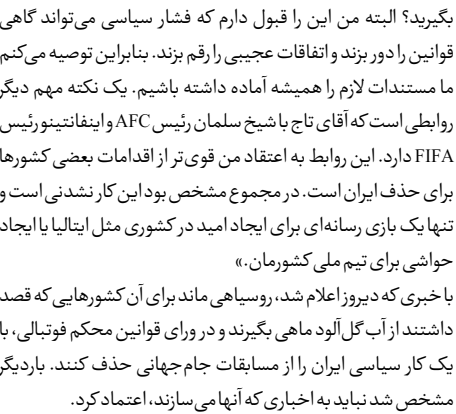 بگیرید؟ البته من این را قبول دارم که فشار سیاسی می‌تواند گاهی
قوانین را دور بزند و اتفاقات عجیبی را رقم بزند. بنابراین توصیه می‌کنم
ما مستندات لازم را همیشه آماده داشته باشیم. یک نکته مهم دیگر
روابطی است که آقای تاج با شیخ سلمان رئیس AFC و اینفانتینو رئیس
FIFA دارد. این روابط به اعتقاد من قوی‌تر از اقدامات بعضی کشورها
برای حذف ایران است. در مجموع مشخص بود این کار نشدنی است و
تنها یک بازی رسانه‌ای برای ایجاد امید در کشوری مثل ایتالیا یا ایجاد
حواشی برای تیم ملی کشورمان.»
با خبری که دیروز اعلام شد، روسیاهی ماند برای آن کشورهایی که قصد
داشتند از آب گل‌آلود ماهی بگیرند و در ورای قوانین محکم فوتبالی، با
یک کار سیاسی ایران را از مسابقات جام‌جهانی حذف کنند. باردیگر
مشخص شد نباید به اخباری که آنها می‌سازند، اعتماد کرد.